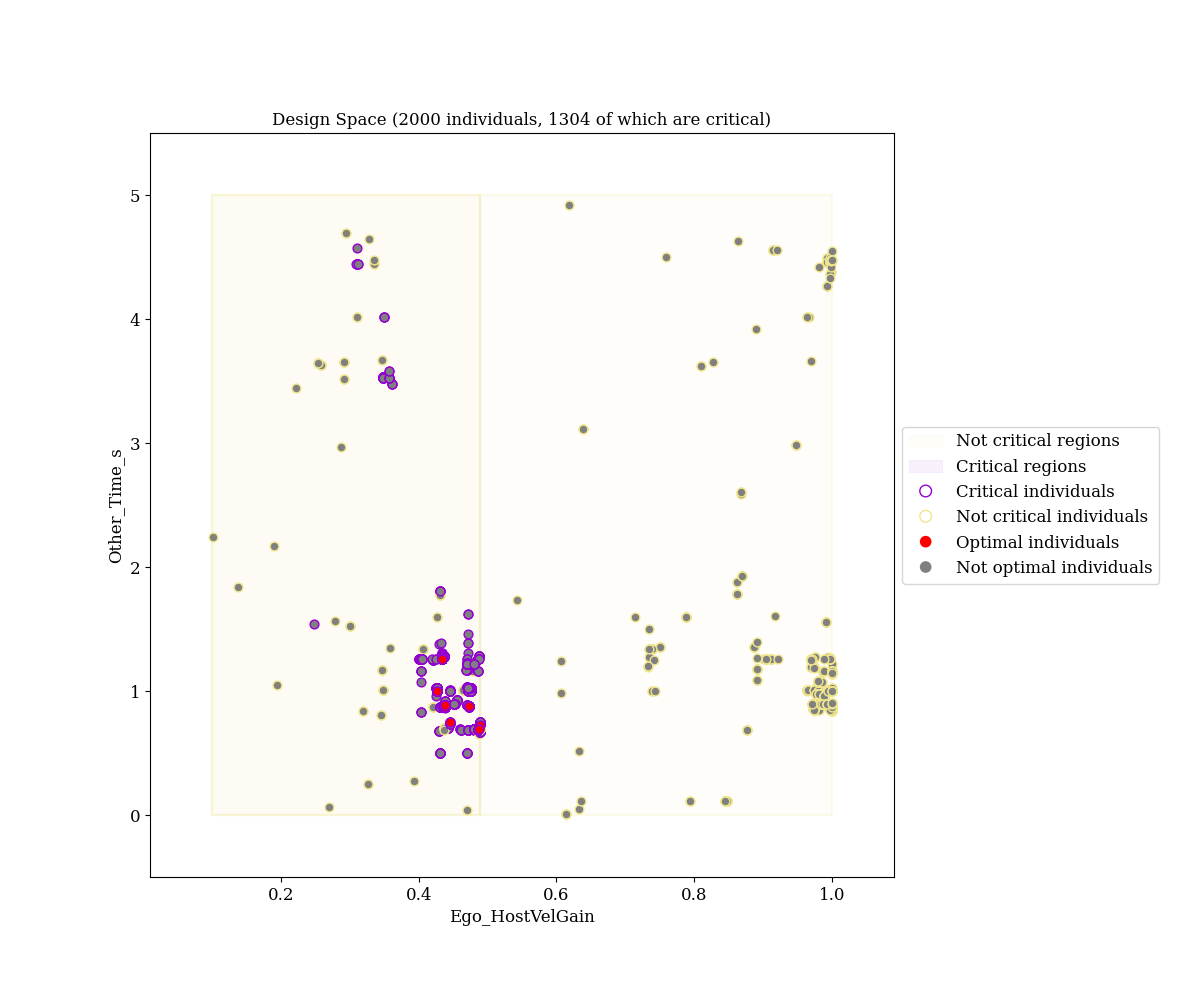 Design Space (2000 individuals, 1304 of which are critical)
5
4
3
2
1
0
Other_Time_s
0.2
0.4
0.6
0.8
1.0
Ego_HostVelGain
Not critical regions
Critical regions
Critical individuals
Not critical individuals
Optimal individuals
Not optimal individuals